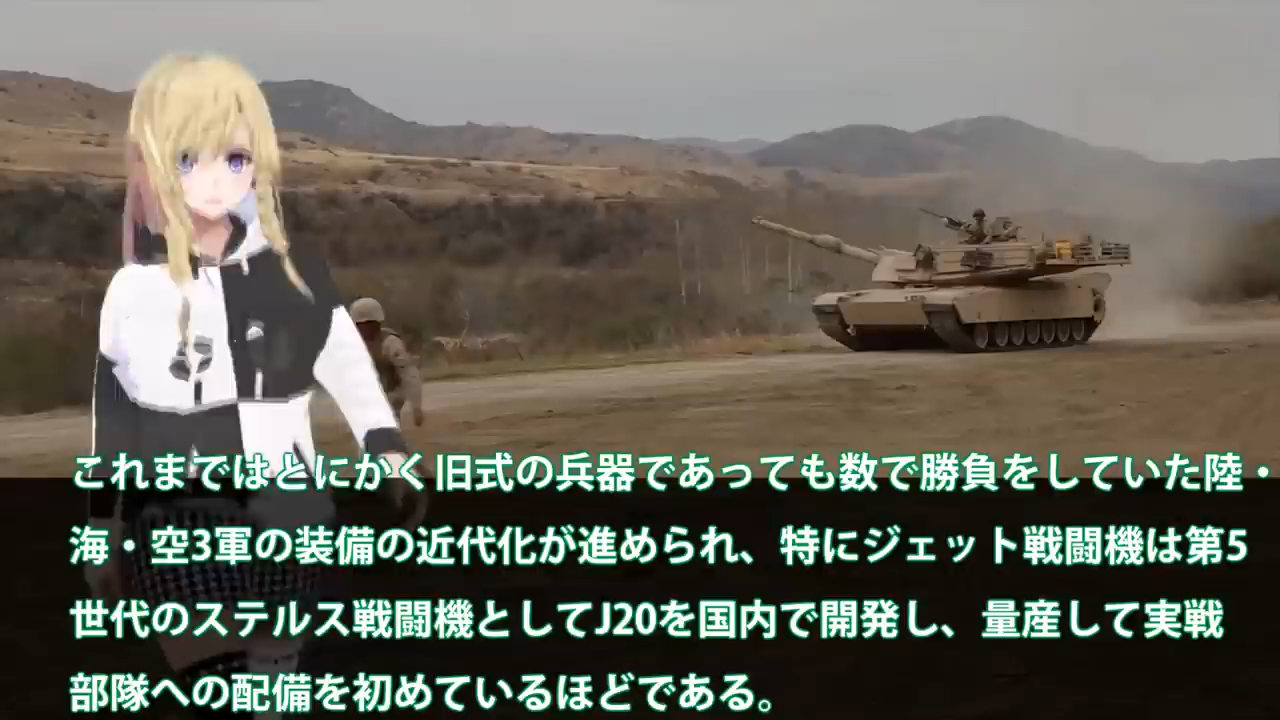 これまではとにかく旧式の兵器であっても数で勝負をしていた陸・
海・空3軍の装備の近代化が進められ、特にジェット戦闘機は第5
世代のステルス戦闘機としてJ20を国内で開発し、量産して実戦
部隊への配備を初めているほどである。